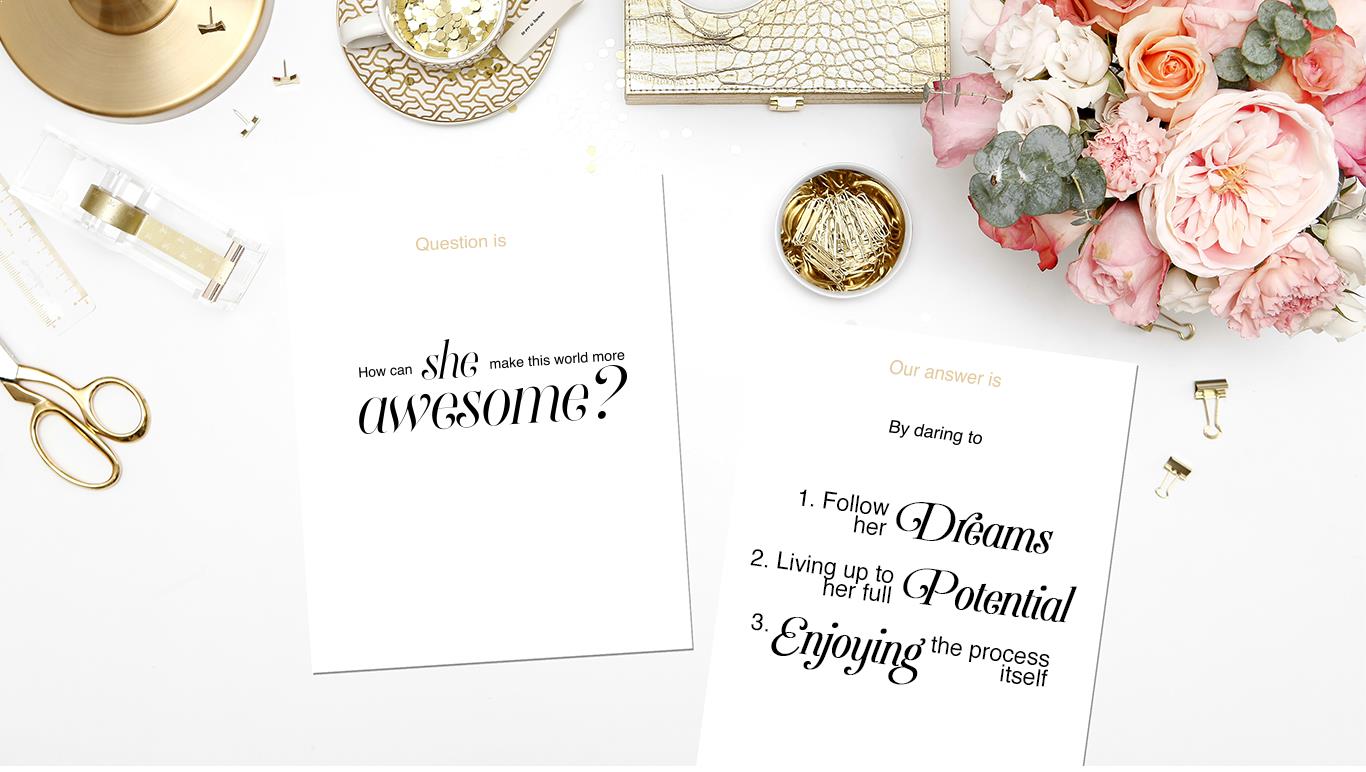 Question is
How can she make this world more
awesome?
Our answer is
By daring to
1. Follow
her Dreams
2. Living up to
her full Potential
3. Enjoying the process
itself